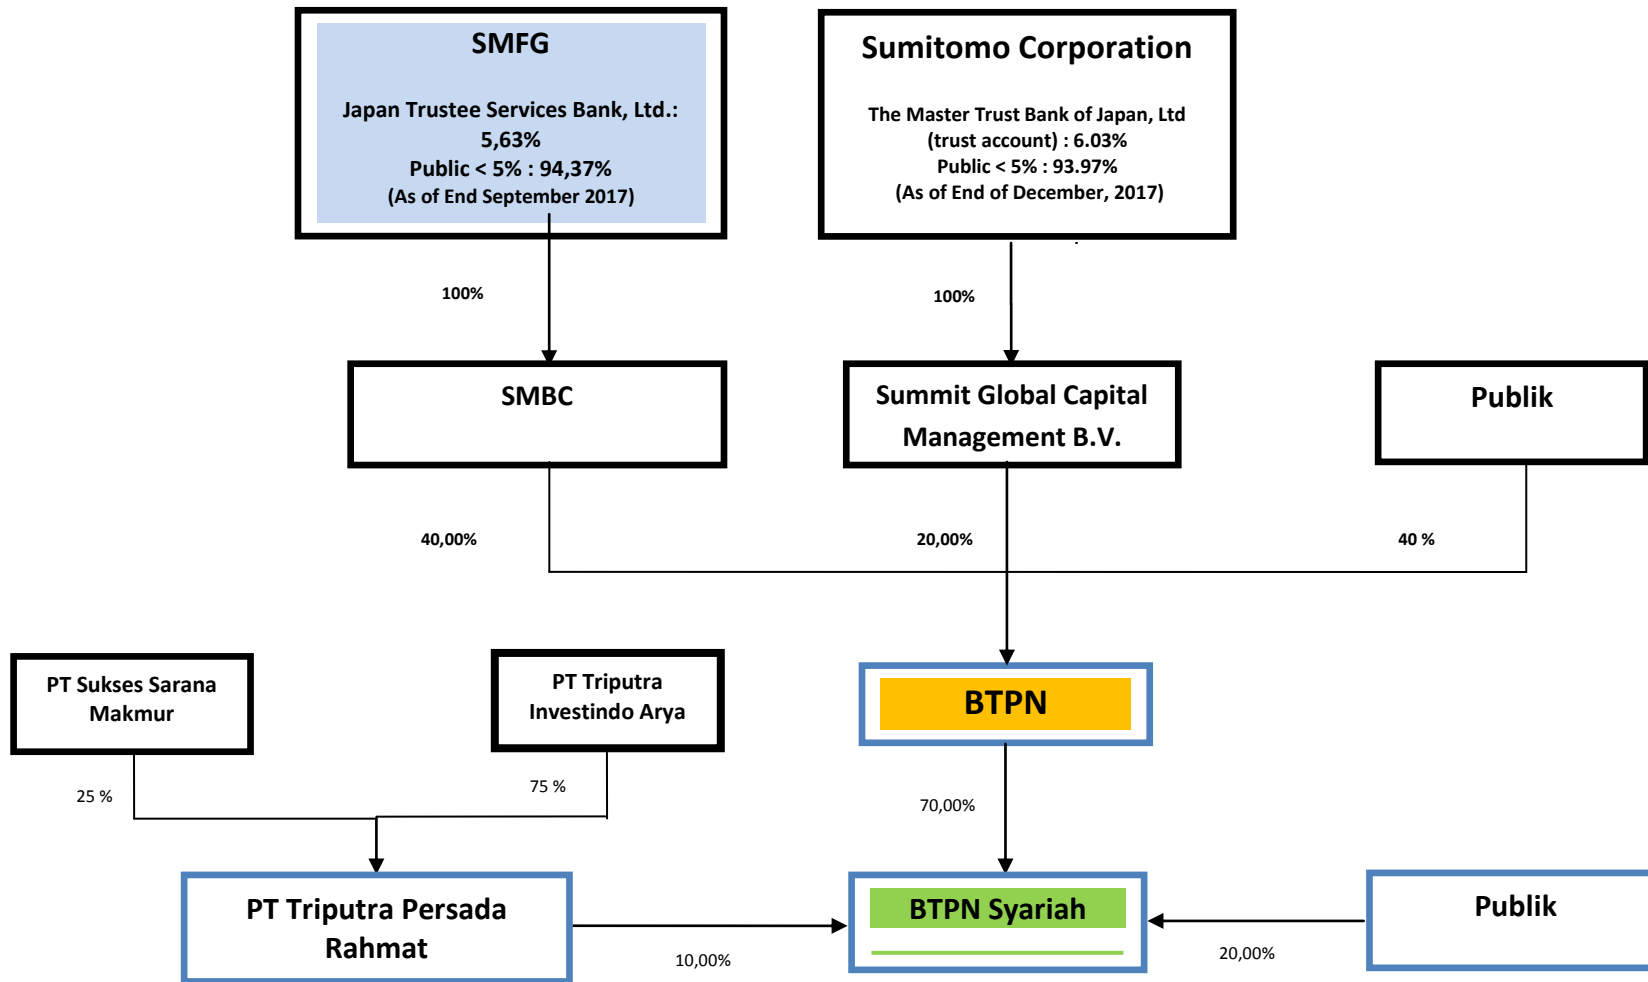 SMFG
Japan Trustee Services Bank, Ltd.:
5,63%
Public < 5% : 94,37%
(As of End September 2017)
Sumitomo Corporation
The Master Trust Bank of Japan, Ltd
(trust account) : 6.03%
Public < 5% : 93.97%
(As of End of December, 2017)
100%
100%
SMBC
Summit Global Capital
Management B.V.
Publik
40,00%
20,00%
40 %
PT Sukses Sarana
Makmur
PT Triputra
Investindo Arya
BTPN
25 %
75 %
70,00%
PT Triputra Persada
Rahmat
BTPN Syariah
Publik
10,00%
20,00%